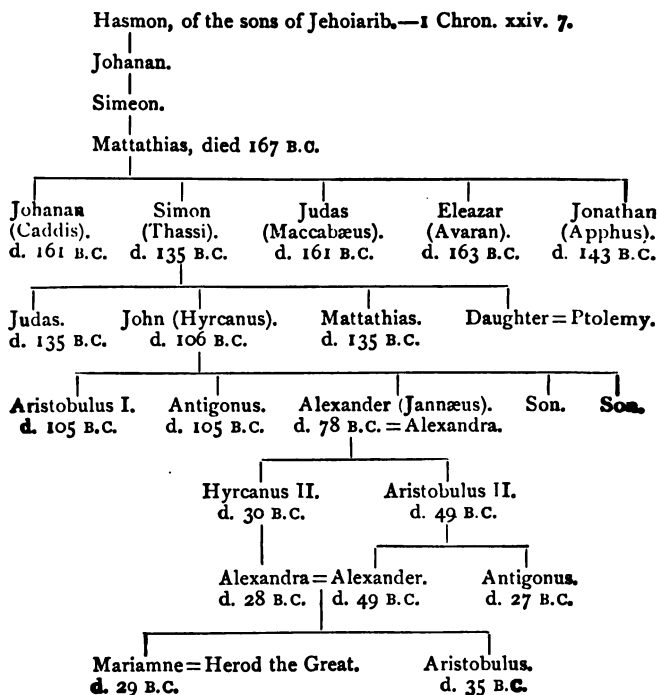 Hasmon, of the sons of Jehoiarib.—1 Chron. xxiv. 7.
Johanan.
Simeon.
Mattathias, died 167 B.C.
Johanan Simon Judas Eleazar Jonathan
(Caddis). (Thassi). (Maccabæus). (Avaran). (Apphus).
d. 161 B.C. d. 135 B.C. d. 161 B.C. d. 163 B.C. d. 143 B.C.
Judas. John (Hyrcanus). Mattathias. Daughter=Ptolemy.
d. 135 B.C. d. 106 B.C. d. 135 B.C.
Aristobulus I. Antigonus. Alexander (Jannæus). Son. Son.
d. 105 B.C. d. 105 B.C. d. 78 B.C.=Alexandra.
Hyrcanus II. Aristobulus II.
d. 30 B.C. d. 49 B.C.
Alexandra=Alexander. Antigonus.
d. 28 B.C. d. 49 B.C. d. 27 B.C.
Mariamne=Herod the Great. Aristobulus.
d. 29 B.C. d. 35 B.C.